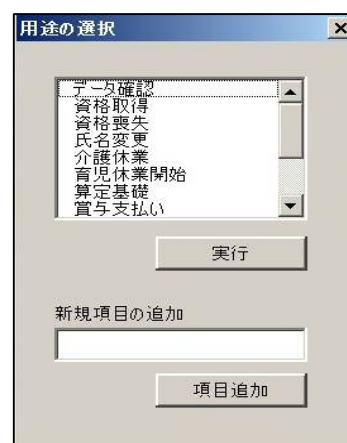 用途の選択
データ確認
資格取得
資格喪失
氏名変更
介護休業
育児休業開始
算定基礎
賞与支払い
実行
新規項目の追加
項目追加